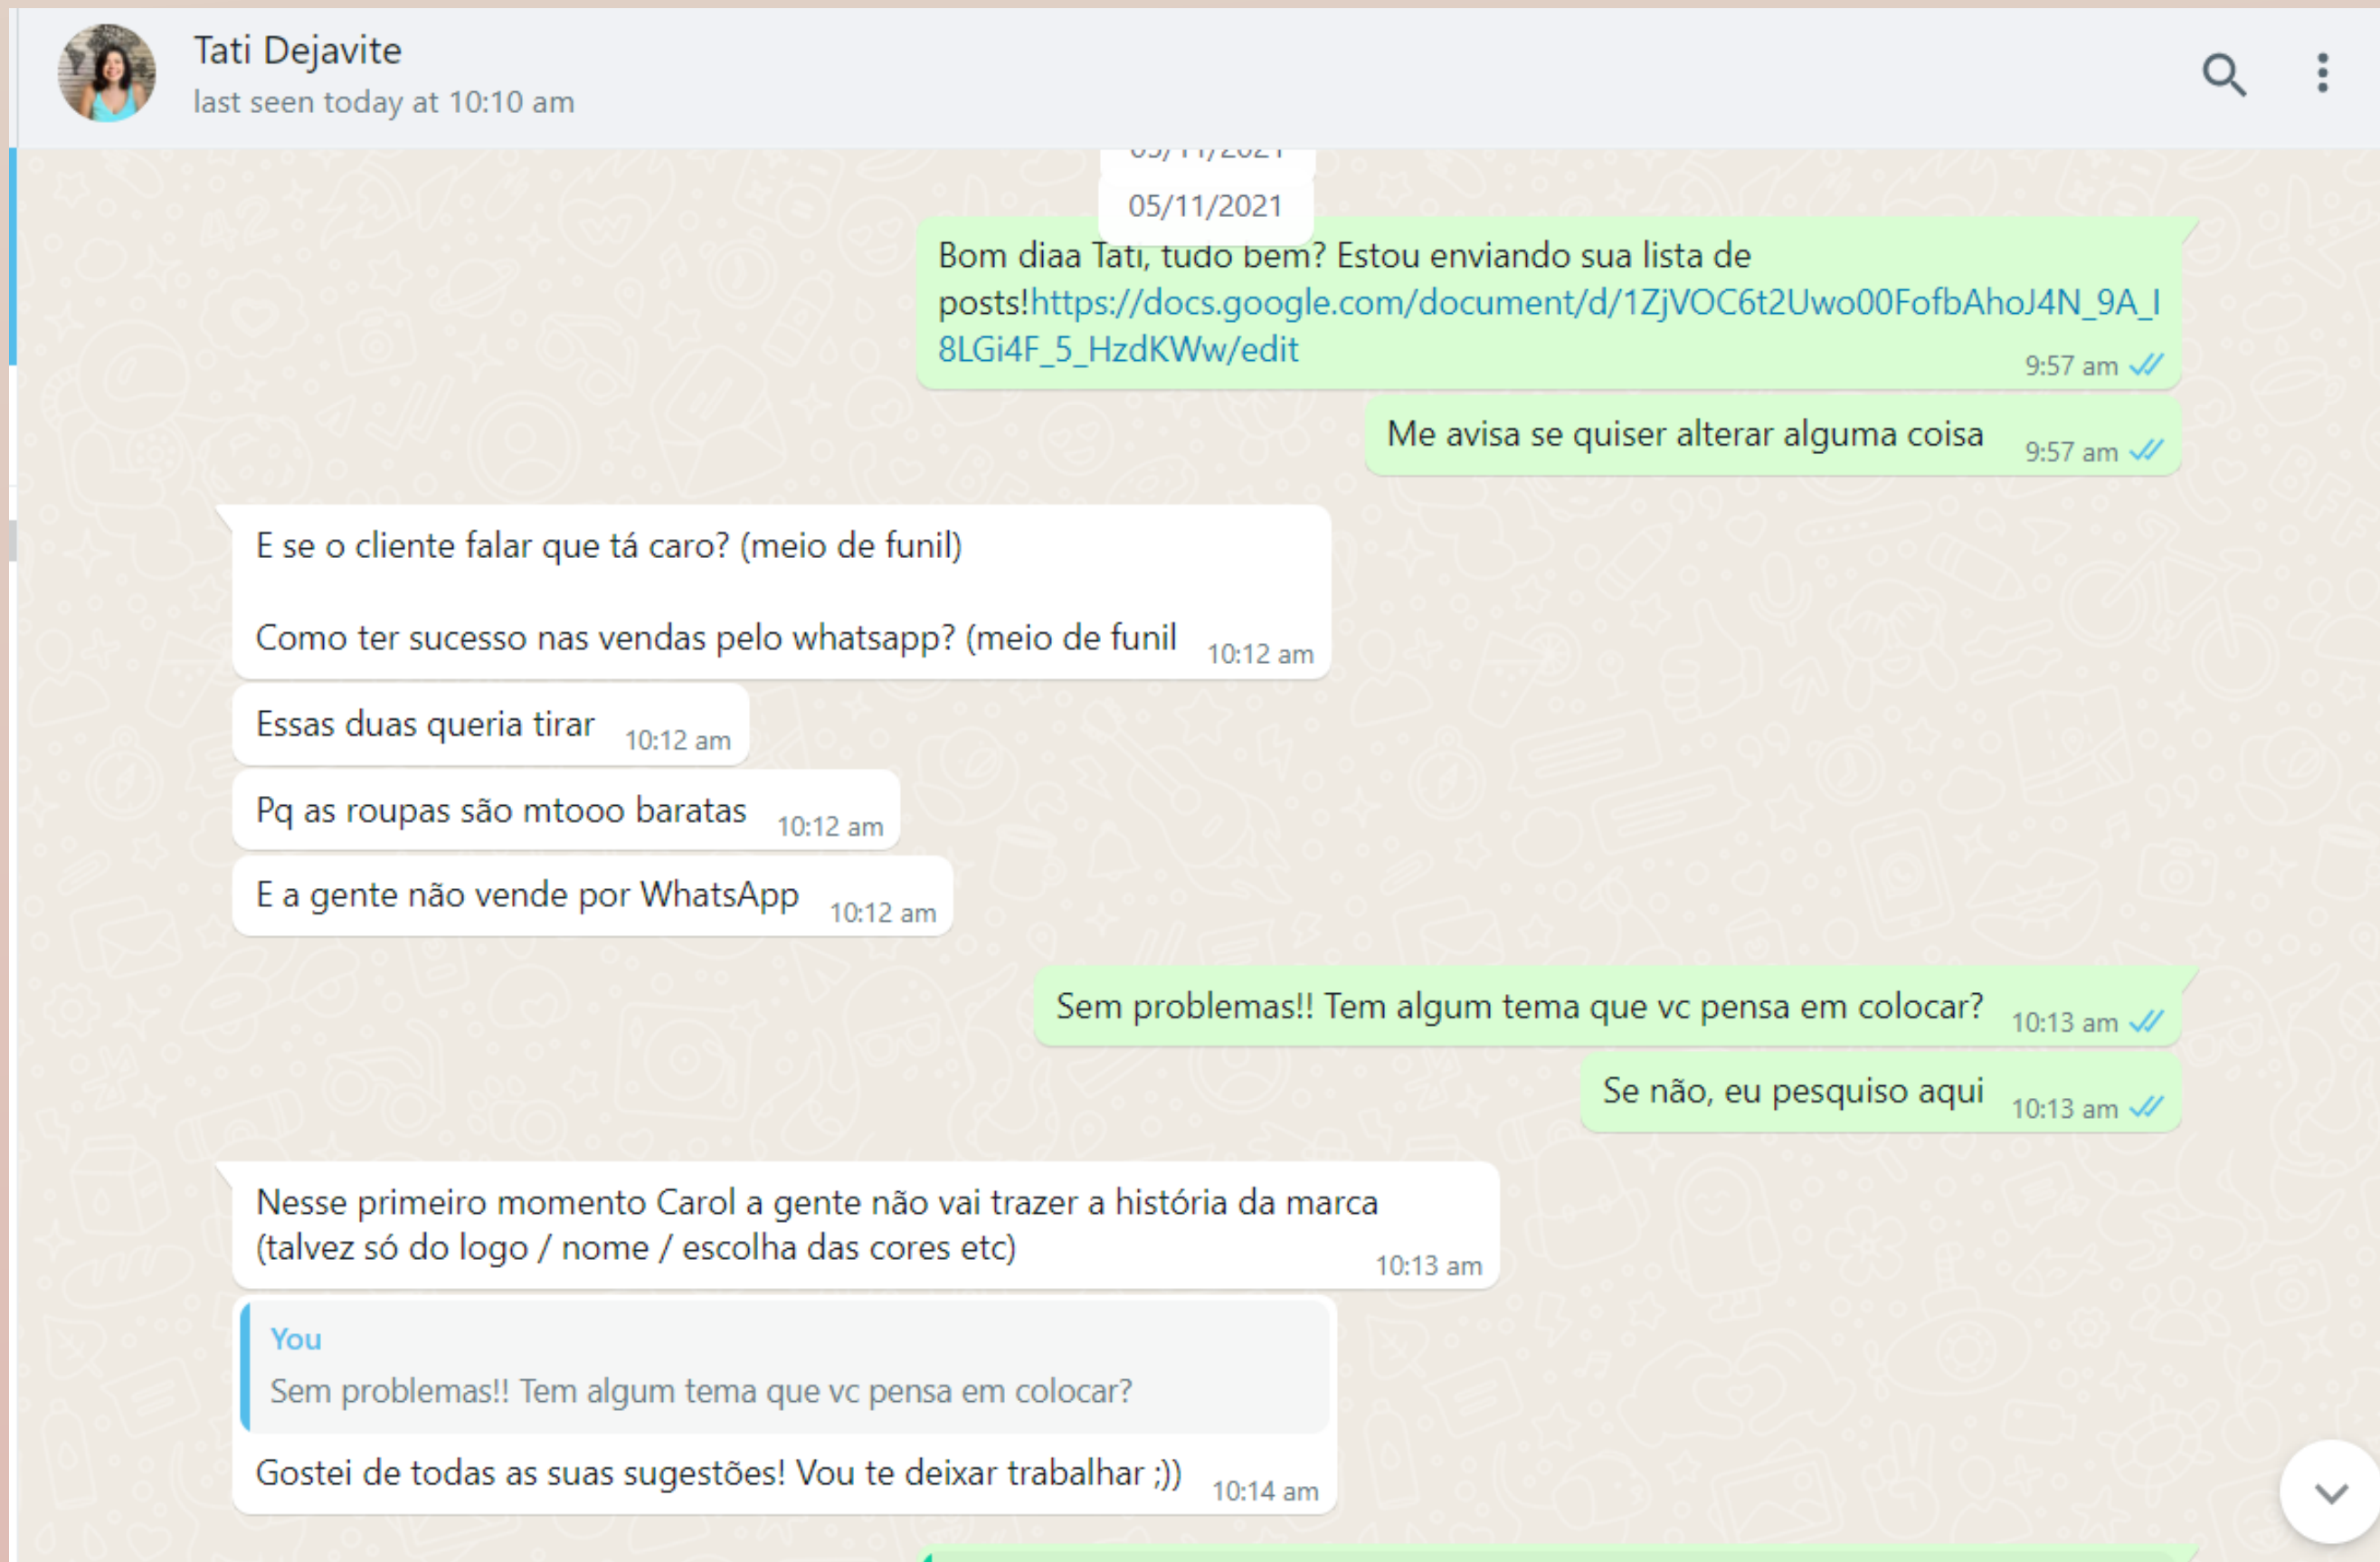 Tati Dejavite
last seen today at 10:10 am
05/11/2021
05/11/2021
Bom diaa Tati, tudo bem? Estou enviando sua lista de
posts!https://docs.google.com/document/d/1ZjVOC6t2Uwo00FofbAhoJ4N_9A_I
8LGi4F_5_HzdKWw/edit
9:57 am
Me avisa se quiser alterar alguma coisa 9:57 am
E se o cliente falar que tá caro? (meio de funil)
Como ter sucesso nas vendas pelo whatsapp? (meio de funil 10:12 am
Essas duas queria tirar 10:12 am
Pq as roupas são mtooo baratas 10:12 am
E a gente não vende por WhatsApp 10:12 am
Sem problemas!! Tem algum tema que vc pensa em colocar? 10:13 am
Se não, eu pesquiso aqui 10:13 am
Nesse primeiro momento Carol a gente não vai trazer a história da marca
(talvez só do logo / nome / escolha das cores etc) 10:13 am
You
Sem problemas!! Tem algum tema que vc pensa em colocar?
Gostei de todas as suas sugestões! Vou te deixar trabalhar ;)) 10:14 am